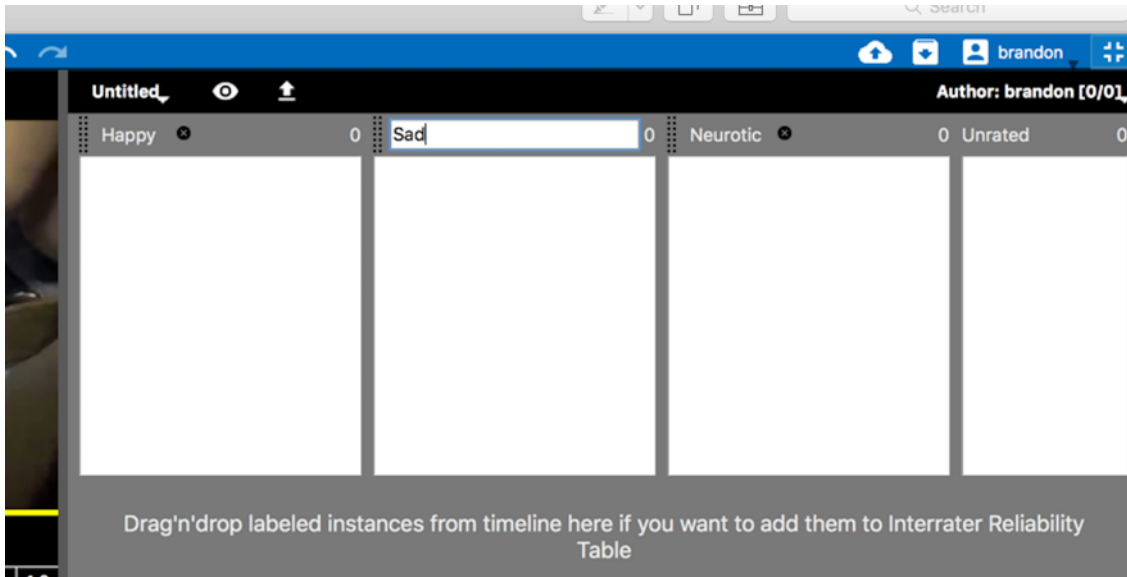 Search
brandon
Untitled
Author: brandon [0/0]
Happy 0 Sad 0 Neurotic 0 Unrated 0
Drag'n'drop labeled instances from timeline here if you want to add them to Interrater Reliability
Table